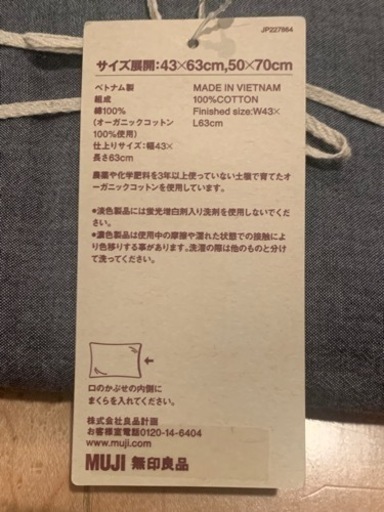 JP227864
サイズ展開:43×63cm,50×70cm
ベトナム製
組成
綿100%
(オーガニックコットン
100%使用)
仕上りサイズ:幅43×
長さ63cm
MADE IN VIETNAM
100%COTTON
Finished size:W43×
L63cm
農薬や化学肥料を3年以上使っていない土壌で育てたオ
ーガニックコットンを使用しています。
●淡色製品には蛍光増白剤入り洗剤を使用しないでくだ
さい。
●濃色製品は使用中の摩擦や濡れた状態での接触によ
り色移りする事があります。洗濯の際は他のものと分け
て洗ってください。
口のかぶせの内側に
まくらを入れてください。
株式会社良品計画
お客様室電話0120-14-6404
www.muji.com
MUJI 無印良品